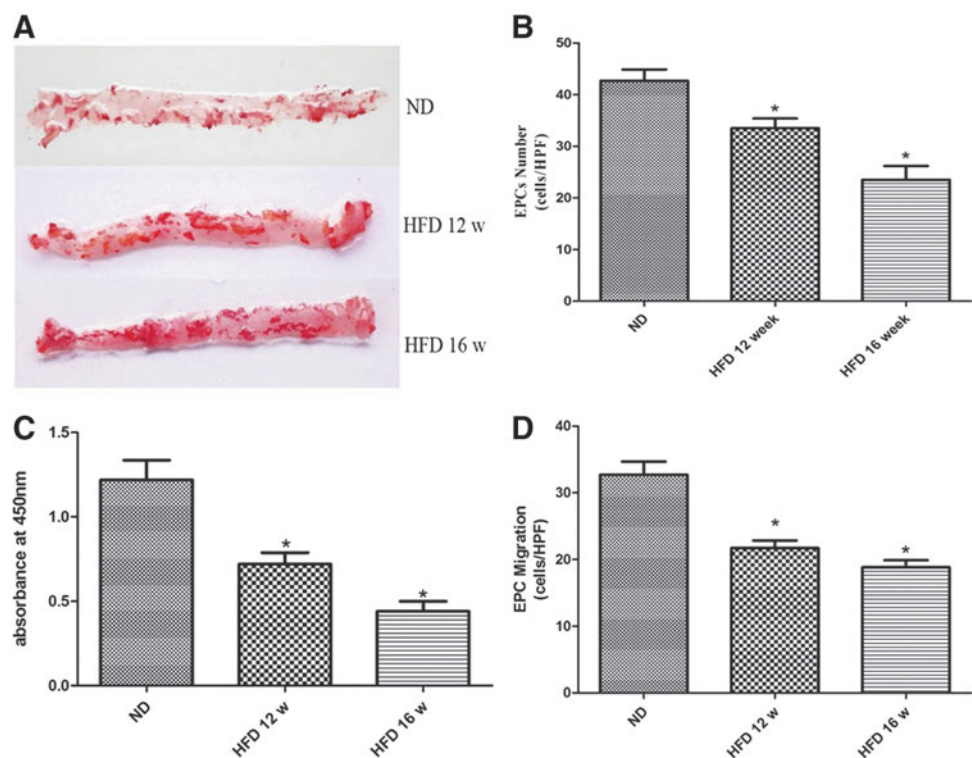 A
ND
HFD 12 w
HFD 16 w
B
EPCs Number
(cells/HPF)
50
40
30
20
10
0
*
*
ND
HFD 12 week
HFD 16 week
C
absorbance at 450nm
1.5
1.0
0.5
0.0
*
*
ND
HFD 12 w
HFD 16 w
D
EPC Migration
(cells/HPF)
40
30
20
10
0
*
*
ND
HFD 12 w
HFD 16 w